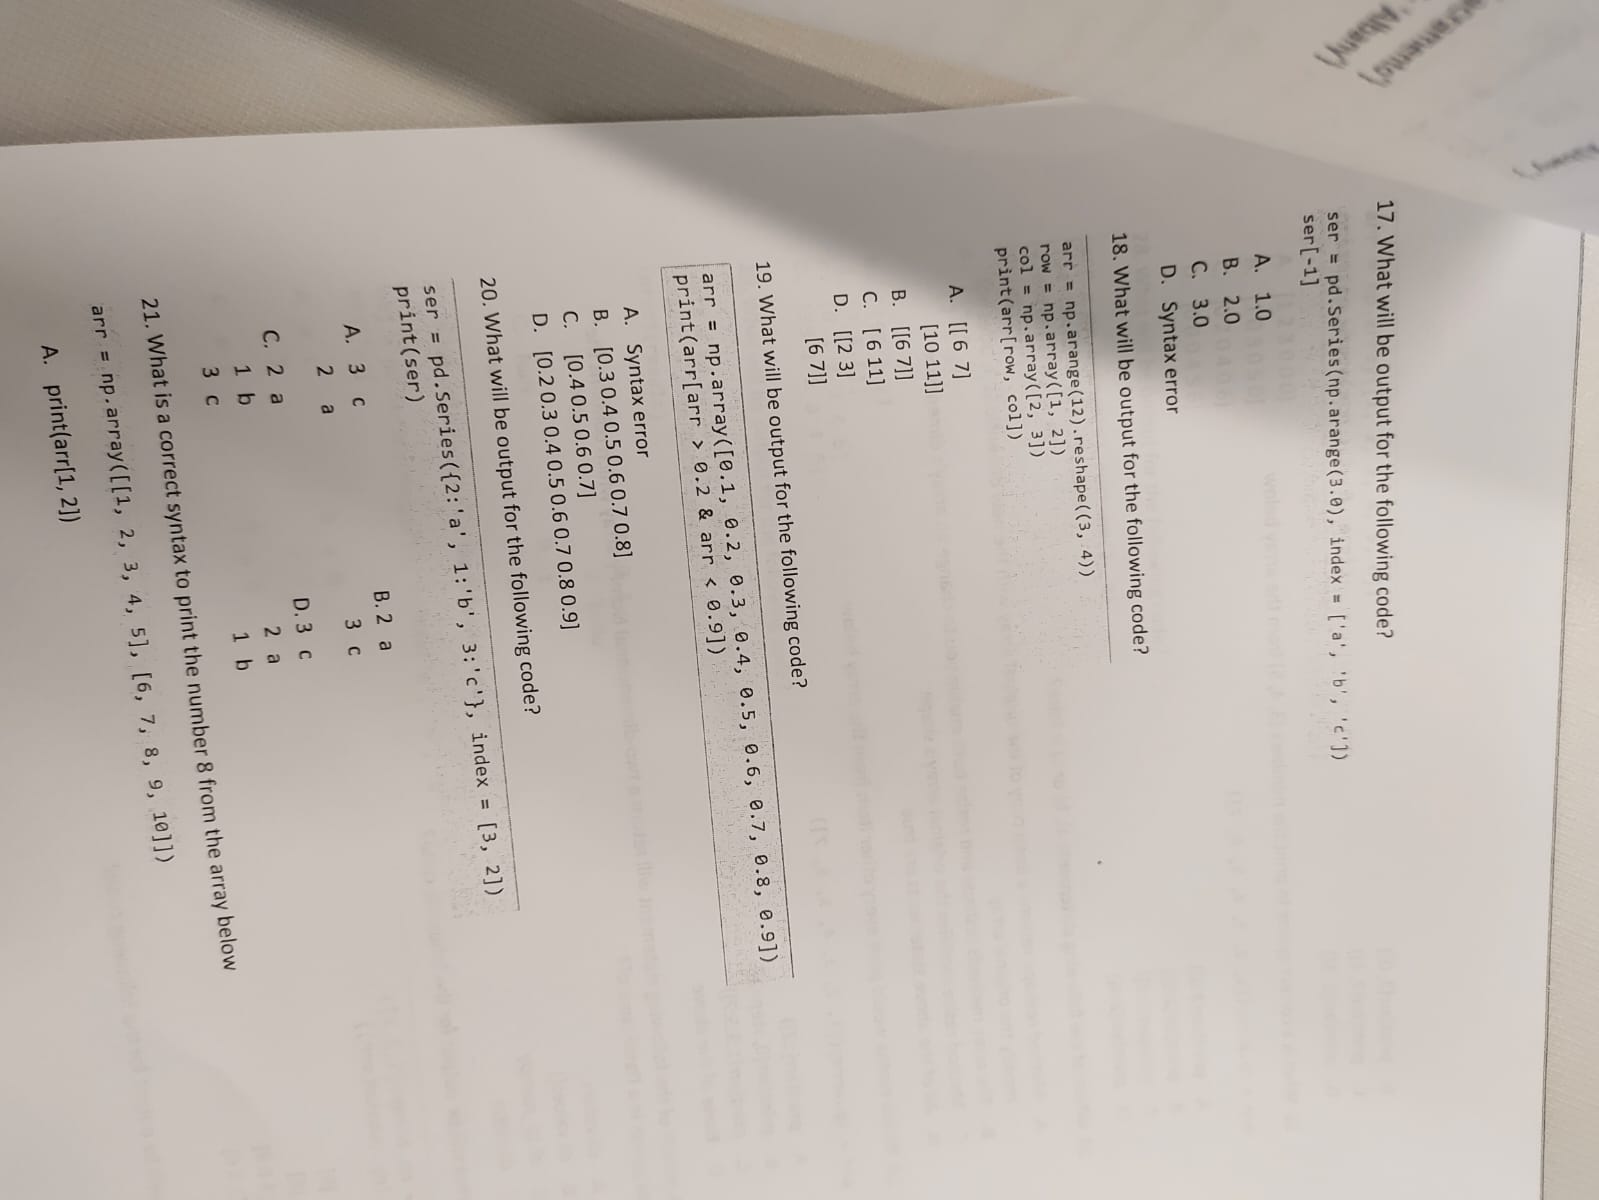 Sacramento')
'Albany')
17. What will be output for the following code?
ser = pd.Series(np.arange(3.0), index = ['a', 'b', 'c'])
ser[-1]
A. 1.0
B. 2.0
C. 3.0
D. Syntax error
18. What will be output for the following code?
arr = np.arange(12).reshape((3, 4))
row = np.array([1, 2])
col = np.array([2, 3])
print(arr[row, col])
A. [[ 6 7]
[10 11]]
B. [[6 7]]
C. [ 6 11]
D. [[2 3]
[6 7]]
19. What will be output for the following code?
arr = np.array([0.1, 0.2, 0.3, 0.4, 0.5, 0.6, 0.7, 0.8, 0.9])
print(arr[arr > 0.2 & arr < 0.9])
A. Syntax error
B. [0.3 0.4 0.5 0.6 0.7 0.8]
C. [0.4 0.5 0.6 0.7]
D. [0.2 0.3 0.4 0.5 0.6 0.7 0.8 0.9]
20. What will be output for the following code?
ser = pd.Series({2:'a', 1:'b', 3:'c'}, index = [3, 2])
print(ser)
A. 3 c
2 a
B. 2 a
3 c
C. 2 a
1 b
3 c
D. 3 c
2 a
1 b
21. What is a correct syntax to print the number 8 from the array below
arr = np.array([[1, 2, 3, 4, 5], [6, 7, 8, 9, 10]])
A. print(arr[1, 2])